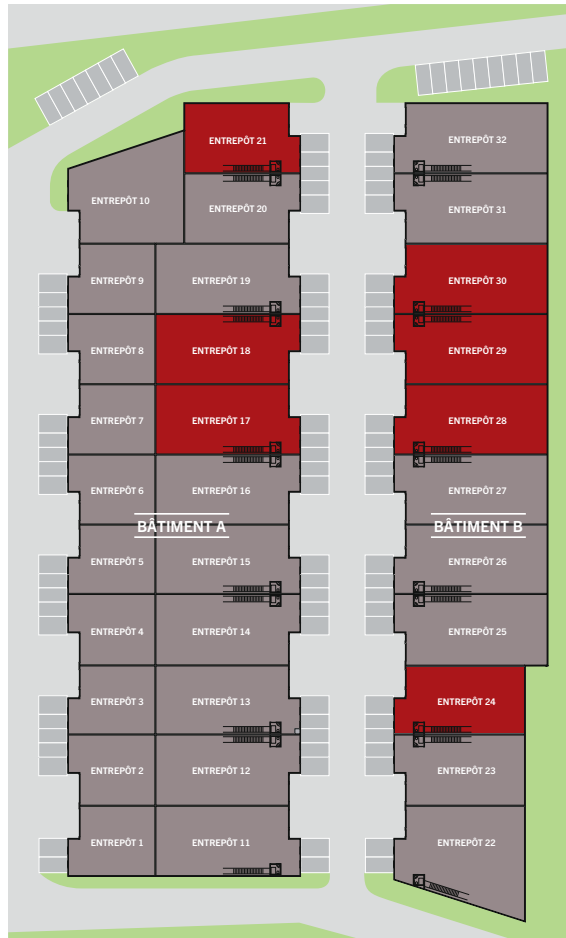 ENTREPÔT 21
ENTREPÔT 32
ENTREPÔT 10
ENTREPÔT 20
ENTREPÔT 31
ENTREPÔT 9
ENTREPÔT 19
ENTREPÔT 30
ENTREPÔT 8
ENTREPÔT 18
ENTREPÔT 29
ENTREPÔT 7
ENTREPÔT 17
ENTREPÔT 28
ENTREPÔT 6
ENTREPÔT 16
ENTREPÔT 27
BÂTIMENT A
BÂTIMENT B
ENTREPÔT 5
ENTREPÔT 15
ENTREPÔT 26
ENTREPÔT 4
ENTREPÔT 14
ENTREPÔT 25
ENTREPÔT 3
ENTREPÔT 13
ENTREPÔT 24
ENTREPÔT 2
ENTREPÔT 12
ENTREPÔT 23
ENTREPÔT 1
ENTREPÔT 11
ENTREPÔT 22